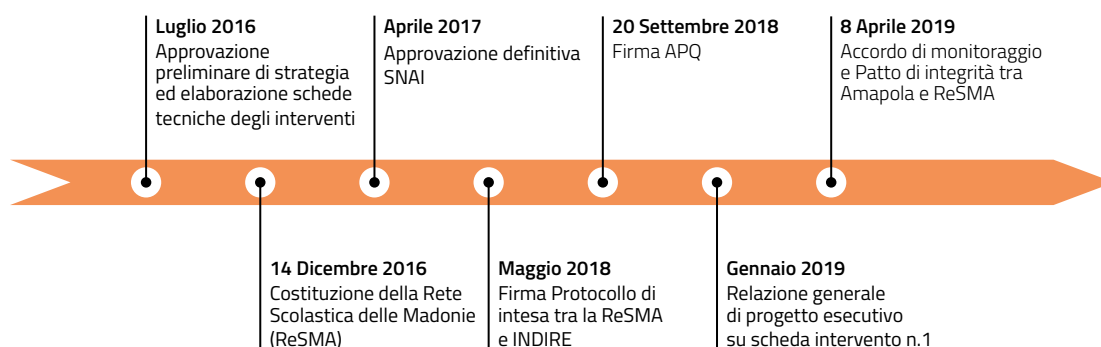 Luglio 2016
Approvazione
preliminare di strategia
ed elaborazione schede
tecniche degli interventi
Aprile 2017
Approvazione definitiva
SNAI
20 Settembre 2018
Firma APQ
8 Aprile 2019
Accordo di monitoraggio
e Patto di integrità tra
Amapola e ReSMA
14 Dicembre 2016
Costituzione della Rete
Scolastica delle Madonie
(ReSMA)
Maggio 2018
Firma Protocollo di
intesa tra la ReSMA
e INDIRE
Gennaio 2019
Relazione generale
di progetto esecutivo
su scheda intervento n.1